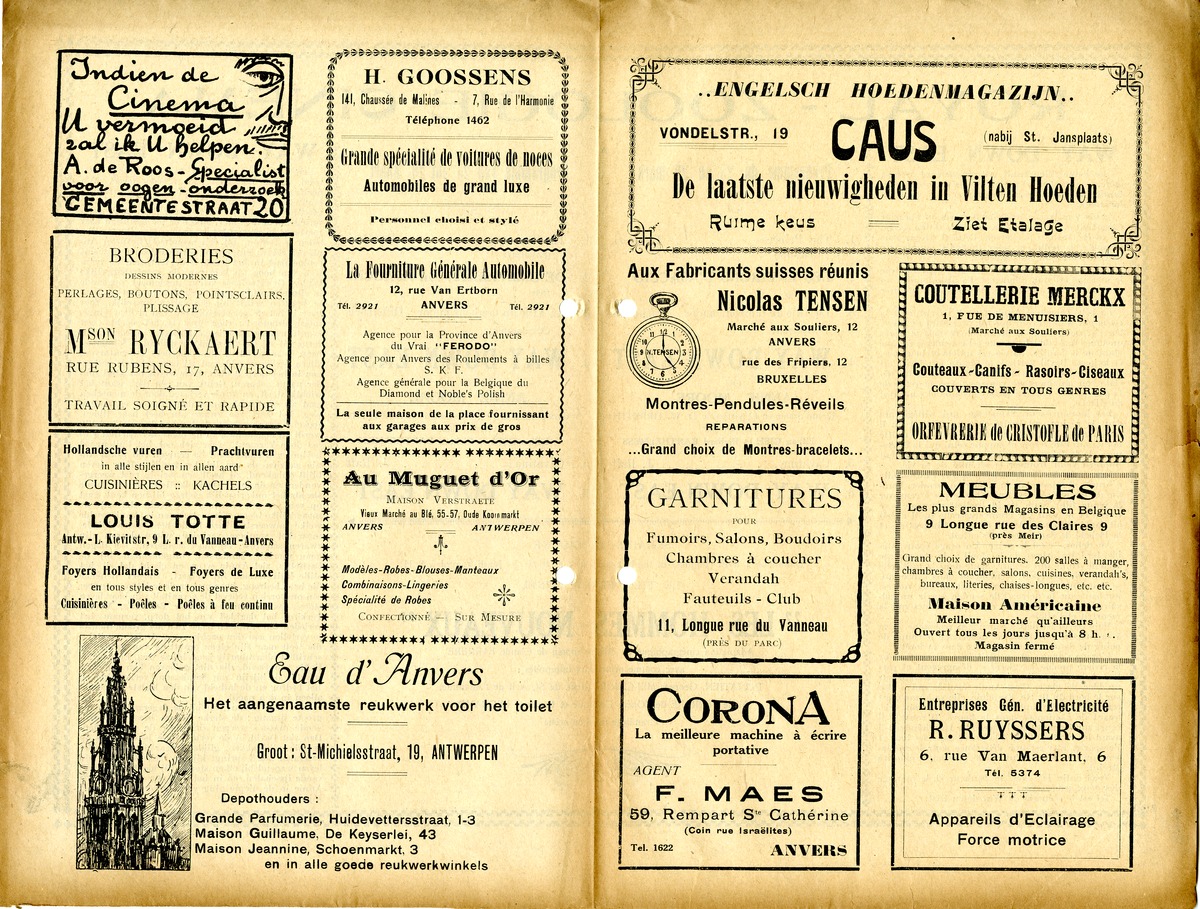 Indien de
Cinema
U vermoeid
zal ik U helpen.
A. de Roos - Specialist
voor oogen - onderzoek
GEMEENTESTRAAT 20
BRODERIES
DESSINS MODERNES
PERLAGES, BOUTONS, POINTSCLAIRS,
PLISSAGE
MSON RYCKAERT
RUE RUBENS, 17, ANVERS
TRAVAIL SOIGNÉ ET RAPIDE
Hollandsche vuren — Prachtvuren
in alle stijlen en in allen aard
CUISINIÈRES :: KACHELS
LOUIS TOTTE
Antw. - L. Kievitstr, 9 L. r. du Vanneau - Anvers
Foyers Hollandais - Foyers de Luxe
en tous styles et en tous genres
Cuisinières - Poêles - Poêles à feu continu
H. GOOSSENS
141, Chaussée de Malines - 7, Rue de l'Harmonie
Téléphone 1462
Grande spécialité de voitures de noces
Automobiles de grand luxe
Personnel choisi et stylé
La Fourniture Générale Automobile
12, rue Van Ertborn
Tél. 2921 ANVERS Tél. 2921
Agence pour la Province d'Anvers
du Vrai "FERODO"
Agence pour Anvers des Roulements à billes
S. K. F.
Agence générale pour la Belgique du
Diamond et Noble's Polish
La seule maison de la place fournissant
aux garages aux prix de gros
Au Muguet d'Or
MAISON VERSTRAETE
Vieux Marché au Blé, 55-57, Oude Koornmarkt
ANVERS ANTWERPEN
Modèles-Robes-Blouses-Manteaux
Combinaisons-Lingeries
Spécialité de Robes
CONFECTIONNÉ — SUR MESURE
Eau d'Anvers
Het aangenaamste reukwerk voor het toilet
Groot: St-Michielsstraat, 19, ANTWERPEN
Depothouders :
Grande Parfumerie, Huidevettersstraat, 1-3
Maison Guillaume, De Keyserlei, 43
Maison Jeannine, Schoenmarkt, 3
en in alle goede reukwerkwinkels
..ENGELSCH HOEDENMAGAZIJN..
VONDELSTR., 19 CAUS (nabij St. Jansplaats)
De laatste nieuwigheden in Vilten Hoeden
Ruime keus Ziet Etalage
Aux Fabricants suisses réunis
Nicolas TENSEN
Marché aux Souliers, 12
ANVERS
rue des Fripiers, 12
BRUXELLES
N.TENSEN
Montres-Pendules-Réveils
REPARATIONS
...Grand choix de Montres-bracelets...
COUTELLERIE MERCKX
1, FUE DE MENUISIERS, 1
(Marché aux Souliers)
Couteaux - Canifs - Rasoirs - Ciseaux
COUVERTS EN TOUS GENRES
ORFEVRERIE de CRISTOFLE de PARIS
GARNITURES
POUR
Fumoirs, Salons, Boudoirs
Chambres à coucher
Verandah
Fauteuils - Club
11, Longue rue du Vanneau
(PRÈS DU PARC)
MEUBLES
Les plus grands Magasins en Belgique
9 Longue rue des Claires 9
(près Meir)
Grand choix de garnitures. 200 salles à manger,
chambres à coucher, salons, cuisines, verandah's,
bureaux, literies, chaises-longues, etc. etc.
Maison Américaine
Meilleur marché qu'ailleurs
Ouvert tous les jours jusqu'à 8 h.
Magasin fermé
CORONA
La meilleure machine à écrire
portative
AGENT
F. MAES
59, Rempart Ste Cathérine
(Coin rue Israëlites)
Tel. 1622 ANVERS
Entreprises Gén. d'Electricité
R. RUYSSERS
6, rue Van Maerlant, 6
Tél. 5374
Appareils d'Eclairage
Force motrice